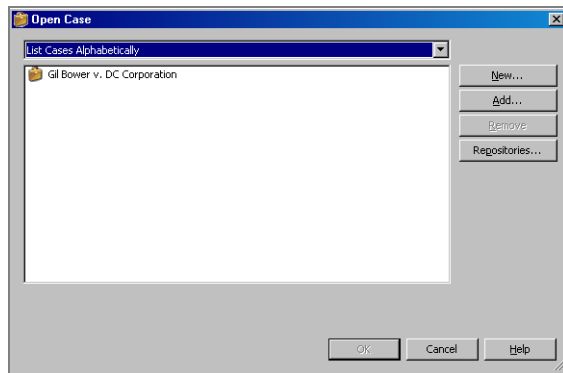 Open Case
List Cases Alphabetically
Gil Bower v. DC Corporation
New...
Add...
Remove
Repositories...
OK
Cancel
Help